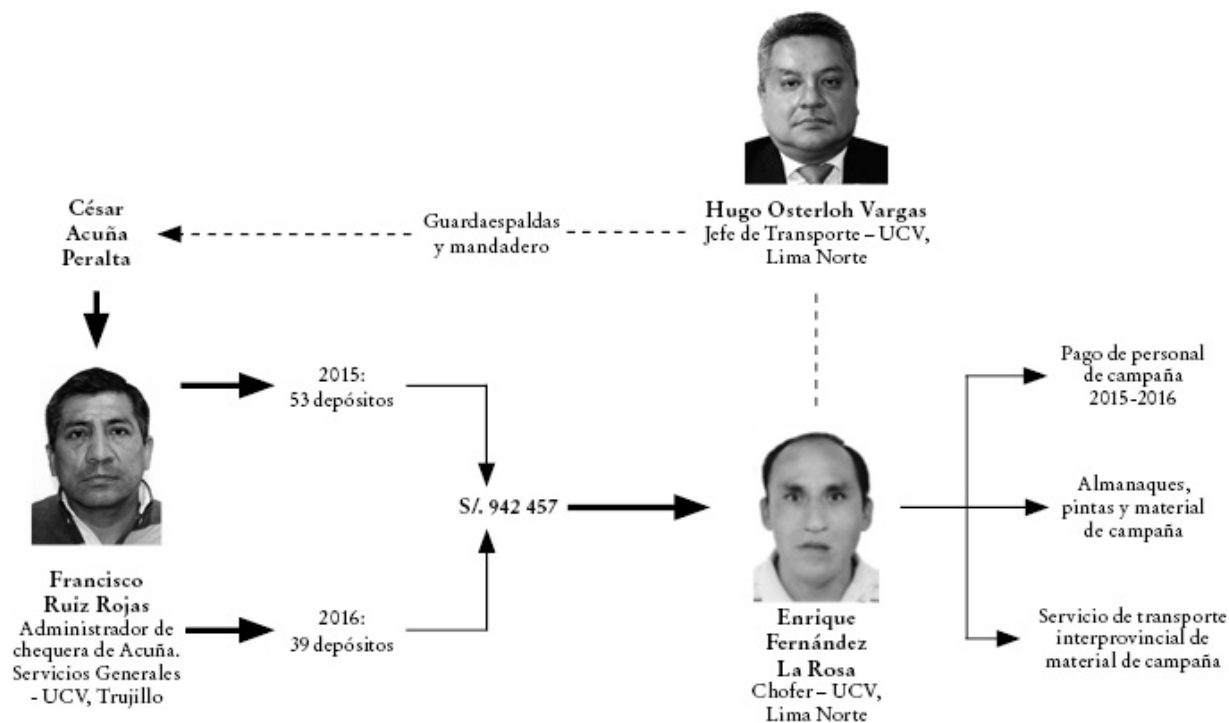 Hugo Osterloh Vargas
Jefe de Transporte – UCV,
Lima Norte
César
Acuña
Peralta
Guardaespaldas
y mandadero
2015:
53 depósitos
Pago de personal
de campaña
2015-2016
S/. 942 457
Almanaques,
pintas y material
de campaña
Francisco
Ruiz Rojas
Administrador de
chequera de Acuña.
Servicios Generales
- UCV, Trujillo
2016:
39 depósitos
Enrique
Fernández
La Rosa
Chofer – UCV,
Lima Norte
Servicio de transporte
interprovincial de
material de campaña